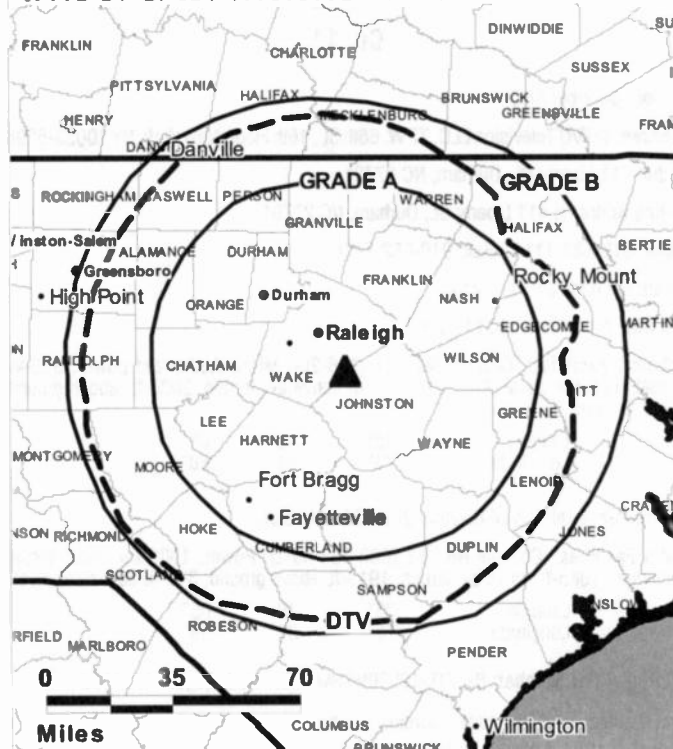 DINWIDDIE
FRANKLIN
CHARLOTTE
SUSSEX
PITTSYLVANIA
HALIFAX
BRUNSWICK
HENRY
MECKLENBURG
GREENSVILLE
Danville
GRADE A
GRADE B
ROCKINGHAM
CASWELL
PERSON
WARREN
GRANVILLE
HALIFAX
BERTIE
Greensboro
ALAMANCE
DURHAM
FRANKLIN
Rocky Mount
High Point
ORANGE
Durham
NASH
EDGECOMBE
MARTIN
Raleigh
RANDOLPH
CHATHAM
WAKE
WILSON
JOHNSTON
GREENE
LEE
HARNETT
WAYNE
MONTGOMERY
MOORE
Fort Bragg
LENOIR
Fayetteville
RICHMOND
HOKE
CUMBERLAND
DUPLIN
JONES
SCOTLAND
SAMPSON
ROBESON
DTV
MARLBORO
PENDER
0 35 70
Miles
COLUMBUS
Wilmington
BRUNSWICK